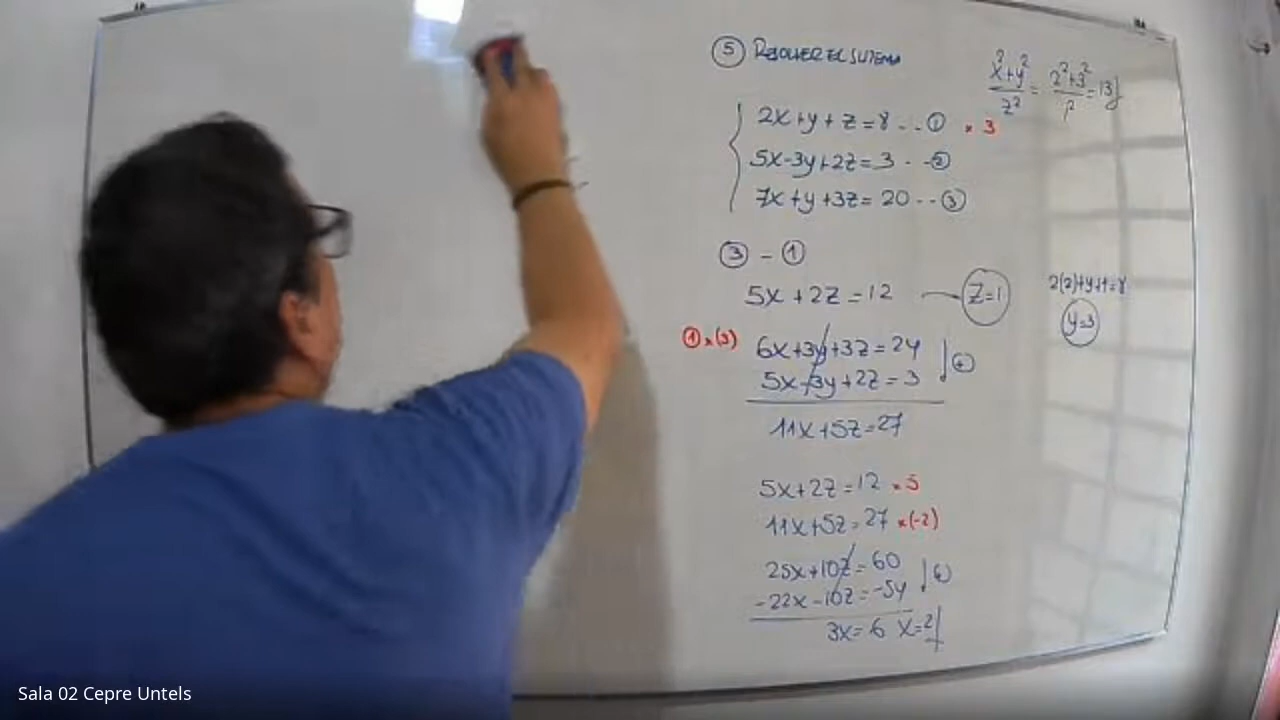 ⑤ RESOLVER EL SISTEMA
x²+y²/z² = 2²+3²/1² = 13
2x+y+z=8 -- ① × 3
5x-3y+2z=3 - -②
7x+y+3z=20 --③
③ - ①
5x+2z=12 → z=1
2(2)+y+1=8
y=3
①×(3) 6x+3y+3z=24
5x-3y+2z=3 ↓(+)
11x+5z=27
5x+2z=12 ×5
11x+5z=27 ×(-2)
25x+10z=60
-22x-10z=-54 ↓(+)
3x=6 x=2
Sala 02 Cepre Untels